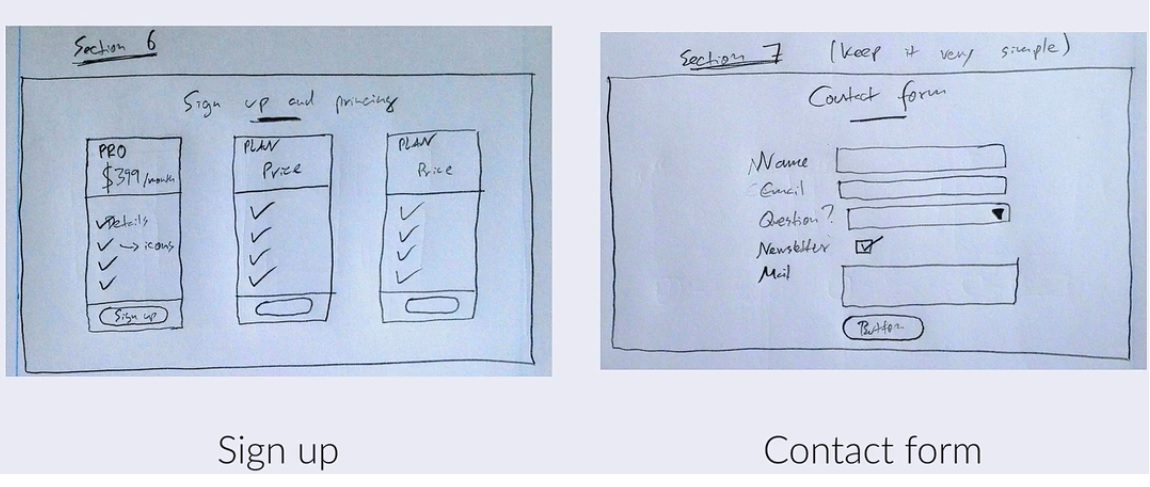 Section 6
Sign up and princing
PRO
$399/month
Details
→ icons
Sign up
PLAN
Price
PLAN
Price
Section 7 (keep it very simple)
Contact form
Name
Email
Question?
Newsletter
Mail
Button
Sign up
Contact form